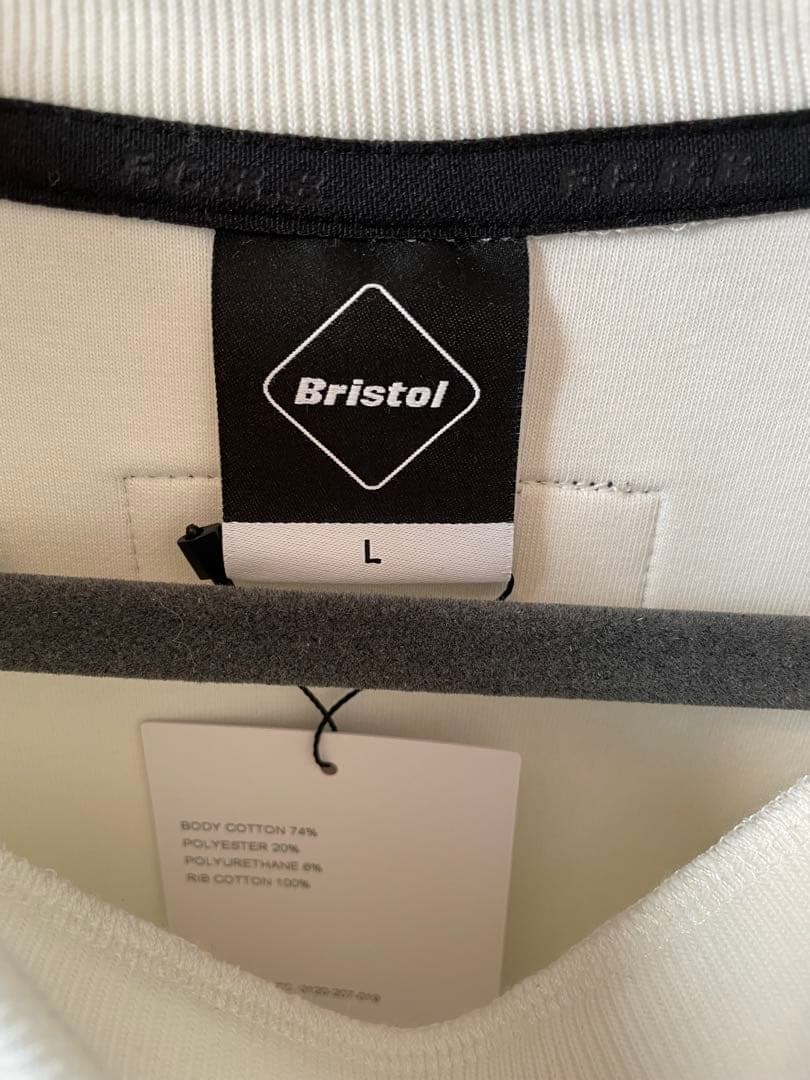 F.C.R.B F.C.R.B
Bristol
L
BODY COTTON 74%
POLYESTER 20%
POLYURETHANE 6%
RIB COTTON 100%